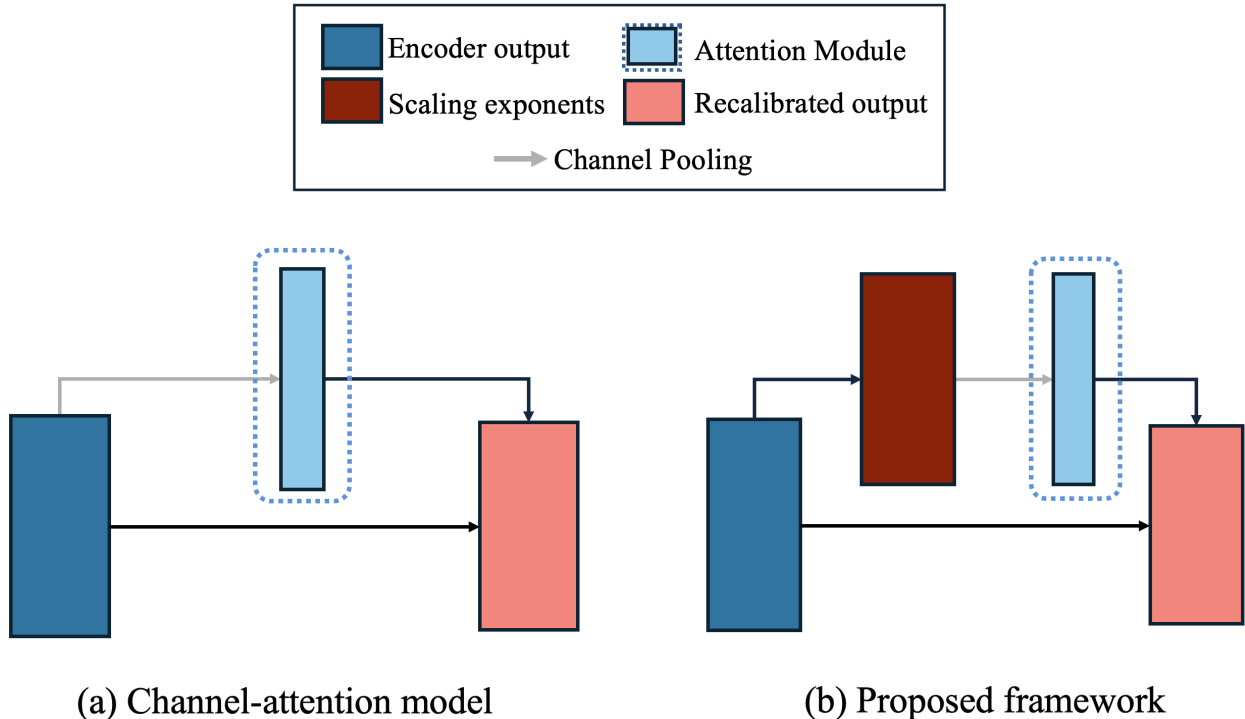 Encoder output
Attention Module
Scaling exponents
Recalibrated output
Channel Pooling
(a) Channel-attention model
(b) Proposed framework